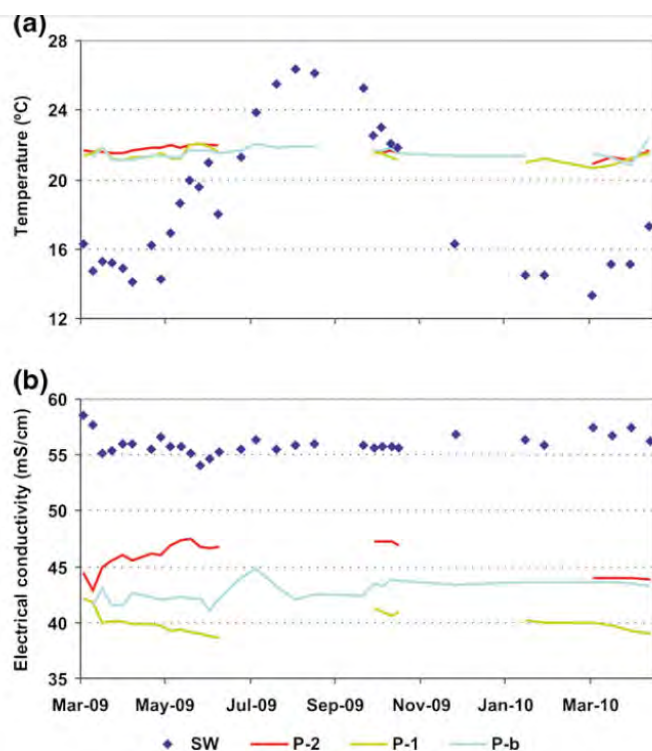 (a)
Temperature (ºC)
28
24
20
16
12
(b)
Electrical conductivity (mS/cm)
60
55
50
45
40
35
Mar-09 May-09 Jul-09 Sep-09 Nov-09 Jan-10 Mar-10
SW P-2 P-1 P-b